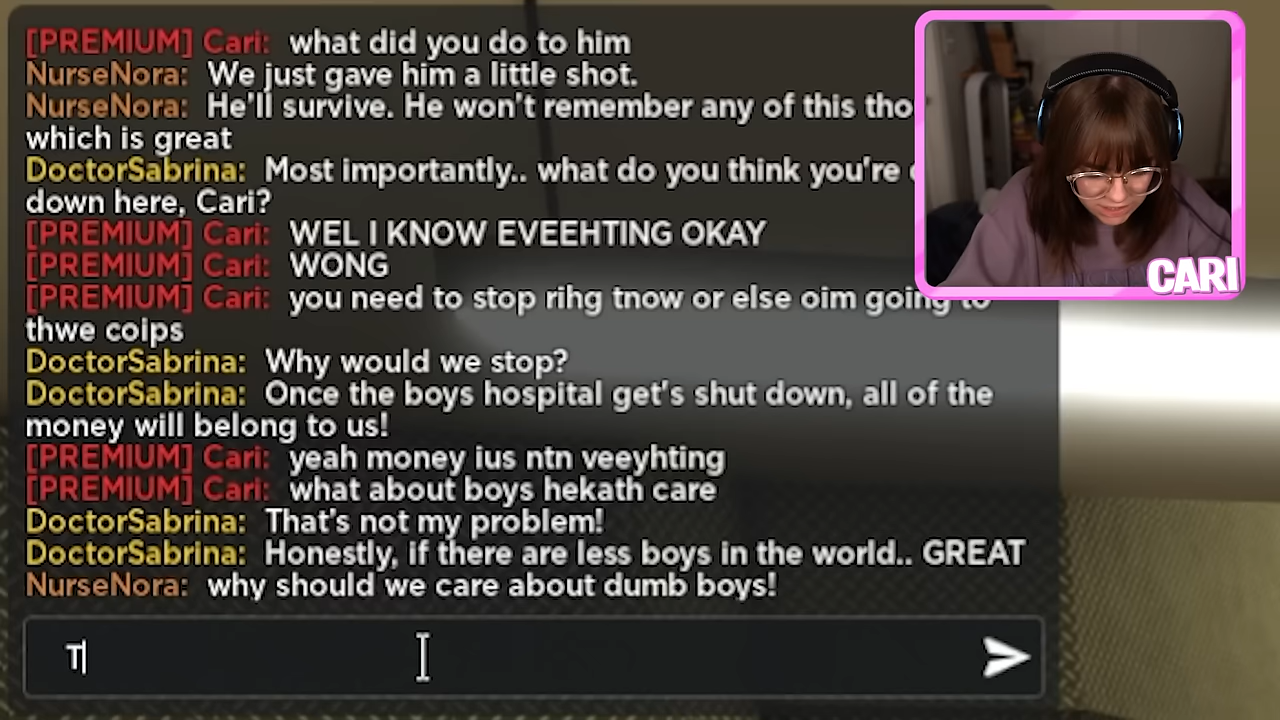 [PREMIUM] Cari: what did you do to him
NurseNora: We just gave him a little shot.
NurseNora: He'll survive. He won't remember any of this tho
which is great
DoctorSabrina: Most importantly.. what do you think you're
down here, Cari?
[PREMIUM] Cari: WEL I KNOW EVEEHTING OKAY
[PREMIUM] Cari: WONG
[PREMIUM] Cari: you need to stop rihg tnow or else oim going to
thwe coips
DoctorSabrina: Why would we stop?
DoctorSabrina: Once the boys hospital get's shut down, all of the
money will belong to us!
[PREMIUM] Cari: yeah money ius ntn veeyhting
[PREMIUM] Cari: what about boys hekath care
DoctorSabrina: That's not my problem!
DoctorSabrina: Honestly, if there are less boys in the world.. GREAT
NurseNora: why should we care about dumb boys!
T
CARI